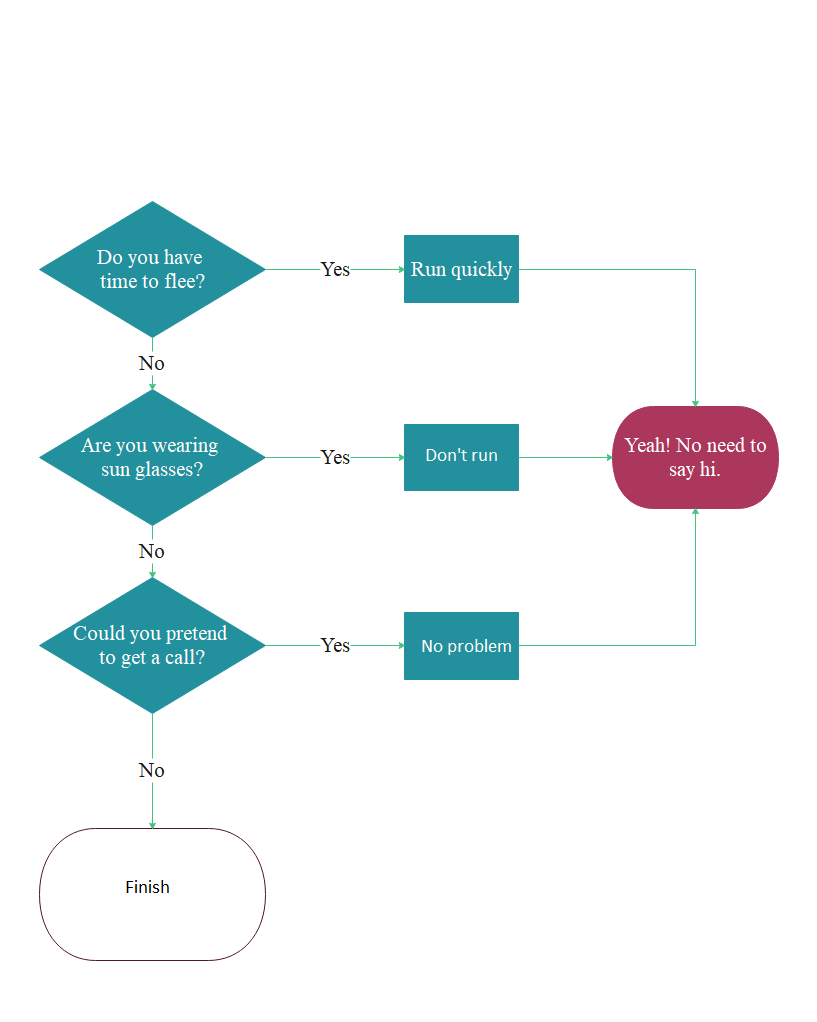 Do you have
time to flee?
Yes
Run quickly
No
Are you wearing
sun glasses?
Yes
Don't run
Yeah! No need to
say hi.
No
Could you pretend
to get a call?
Yes
No problem
No
Finish